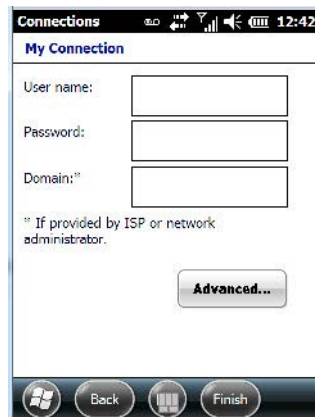 Connections 12:42
My Connection
User name:
Password:
Domain:*
* If provided by ISP or network
administrator.
Advanced...
Back Finish